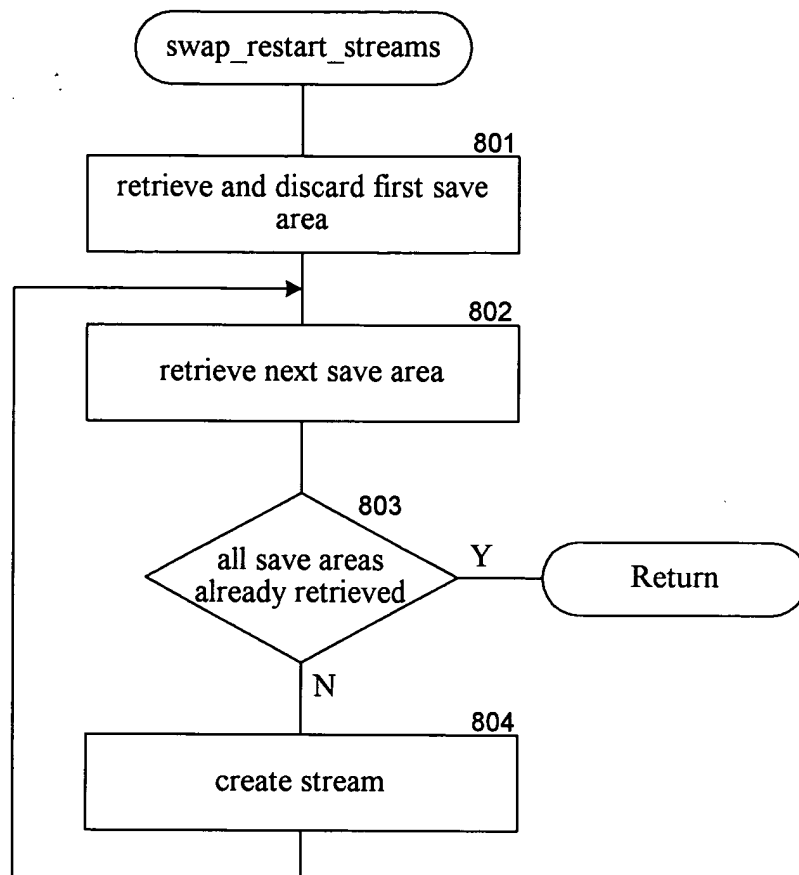 swap_restart_streams
801
retrieve and discard first save
area
802
retrieve next save area
803
all save areas
already retrieved
Y
Return
N
804
create stream